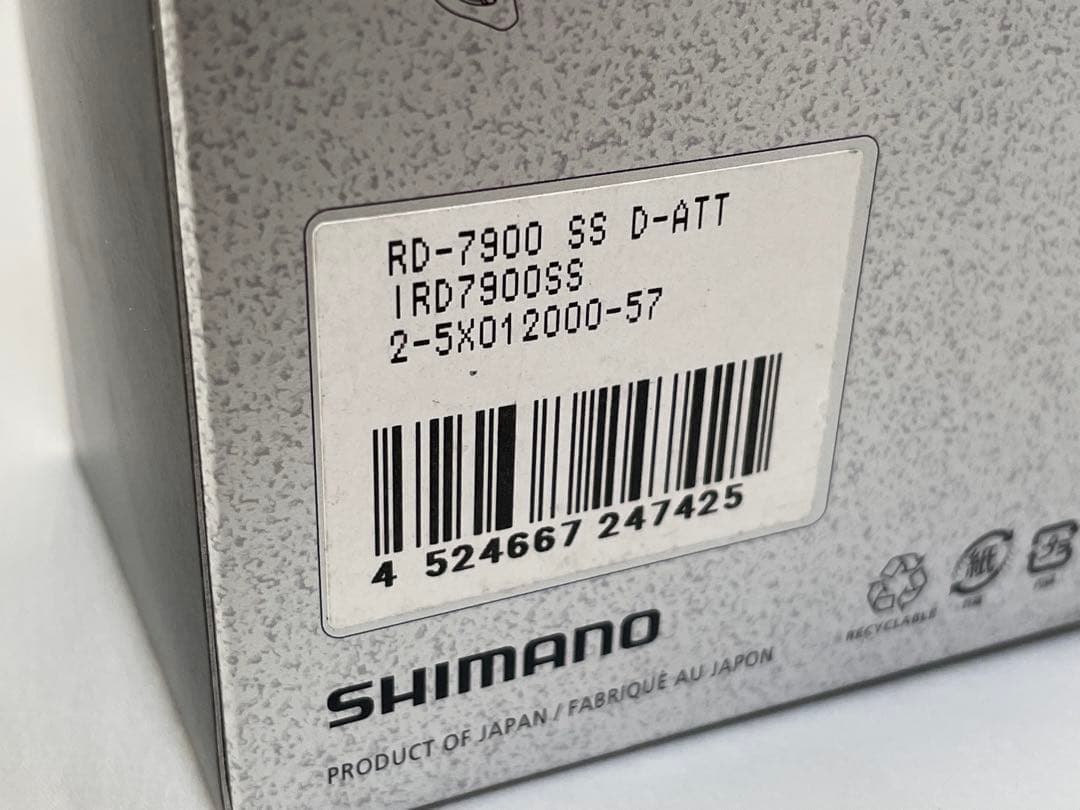 RD-7900 SS D-ATT
IRD7900SS
2-5X012000-57
4 524667 247425
SHIMANO
PRODUCT OF JAPAN / FABRIQUÉ AU JAPON
RECYCLABLE
紙